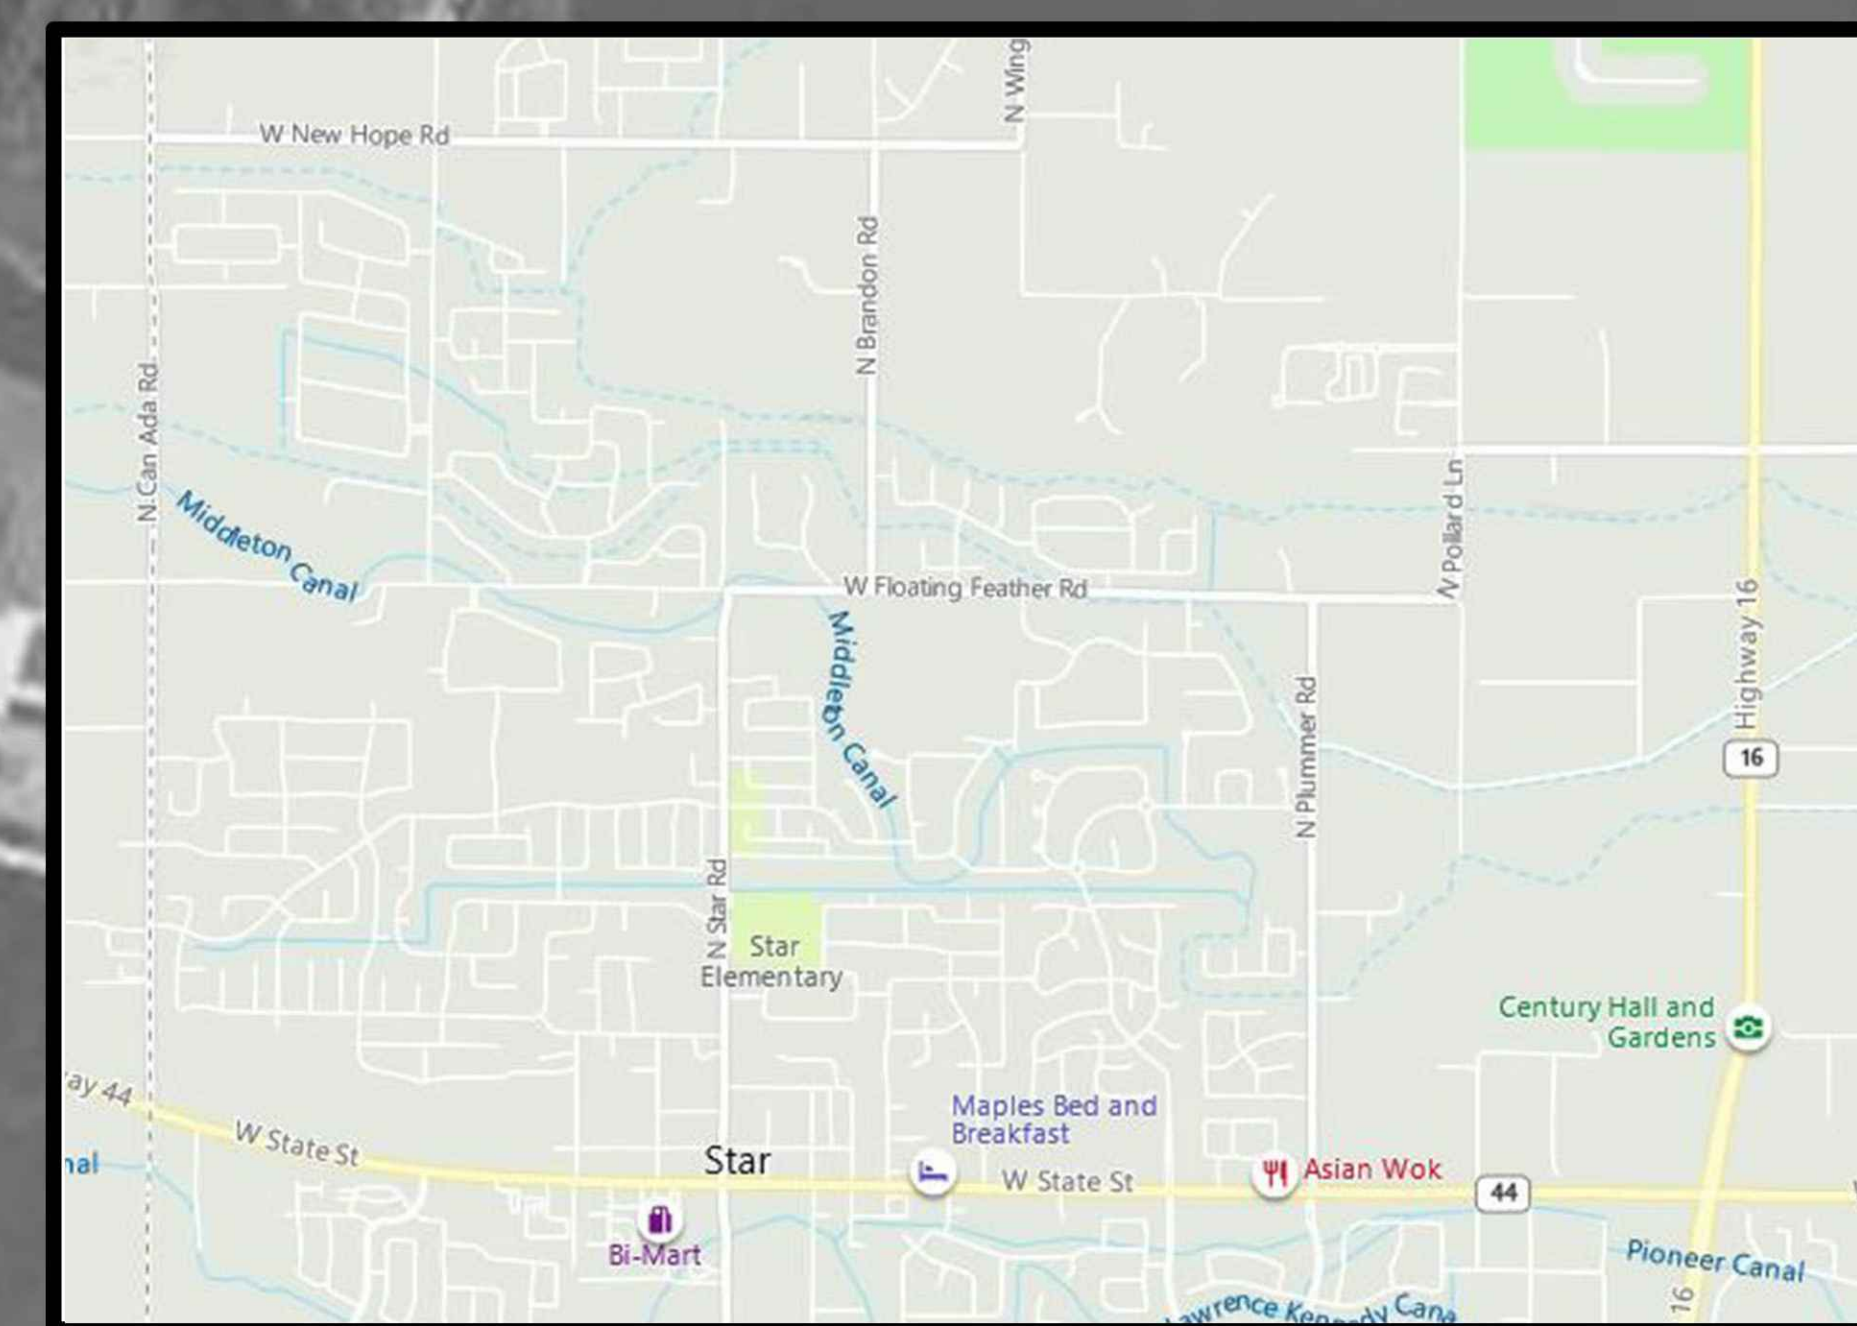 N Wing
W New Hope Rd
N Brandon Rd
N Can Ada Rd
Middleton Canal
N Pollard Ln
W Floating Feather Rd
Highway 16
Middleton Canal
N Plummer Rd
16
N Star Rd
Star
Elementary
Century Hall and
Gardens
ay 44
Maples Bed and
Breakfast
W State St
Star
nal
W State St
Asian Wok
44
Bi-Mart
Pioneer Canal
16
awrence Kennedy Cana